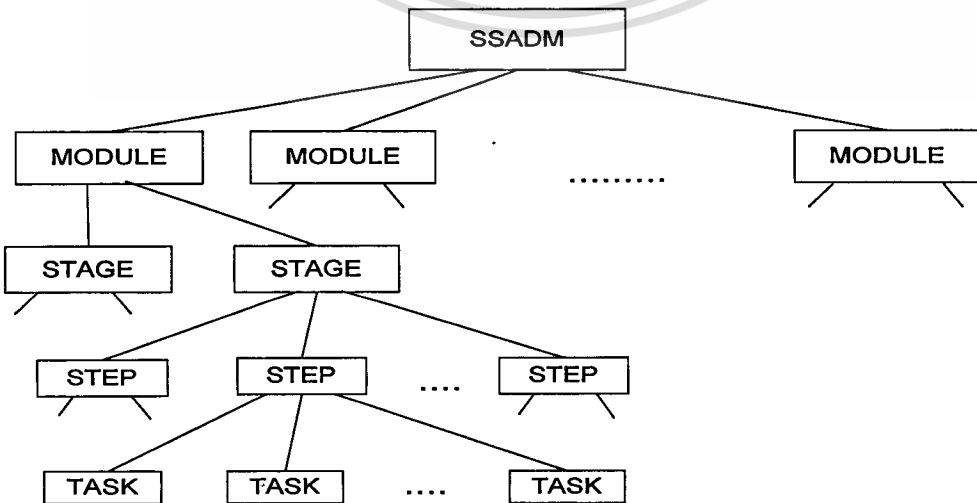 SSADM
MODULE MODULE ......... MODULE
STAGE STAGE
STEP STEP .... STEP
TASK TASK .... TASK